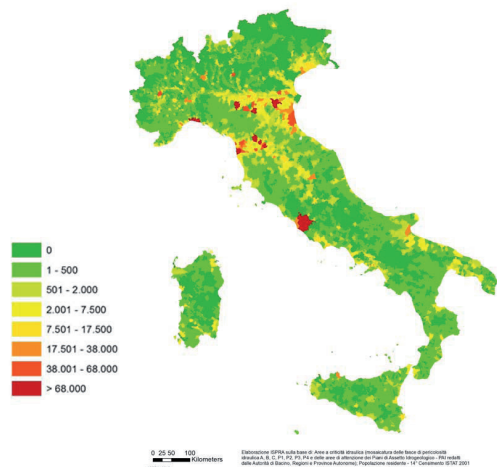 0
1 - 500
501 - 2.000
2.001 - 7.500
7.501 - 17.500
17.501 - 38.000
38.001 - 68.000
> 68.000
0 25 50 100
Kilometers
Elaborazione ISPRA sulla base di: Aree a criticità idraulica (mosaicatura delle fasce di pericolosità
idraulica A, B, C, P1, P2, P3, P4 e delle aree di attenzione dei Piani di Assetto Idrogeologico - PAI redatti
dalle Autorità di Bacino, Regioni e Province Autonome); Popolazione residente - 14° Censimento ISTAT 2001